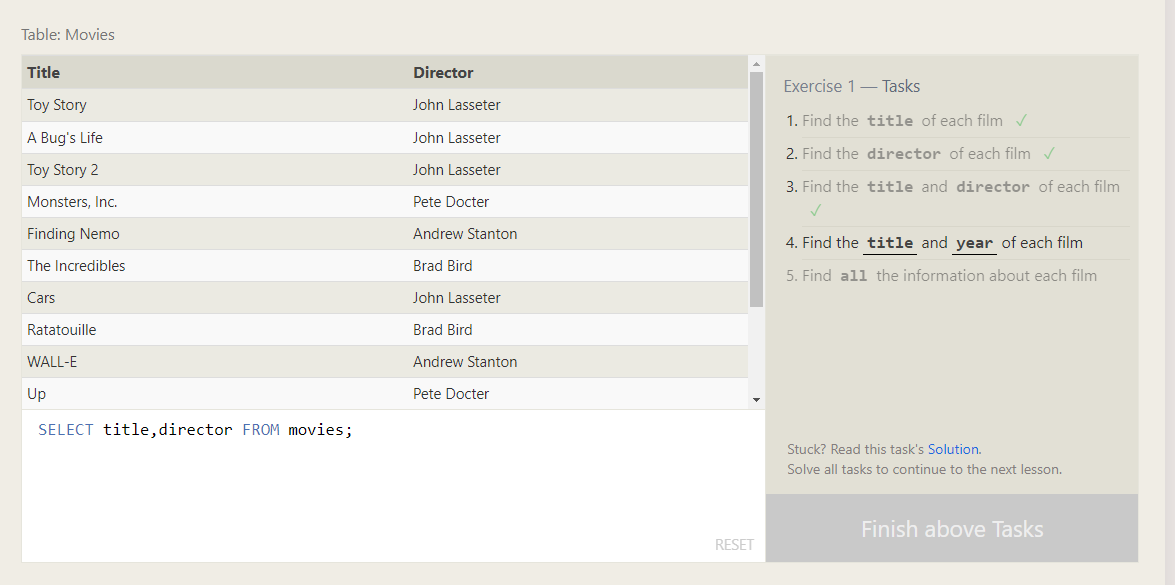 Table: Movies
Title Director
Toy Story John Lasseter
A Bug's Life John Lasseter
Toy Story 2 John Lasseter
Monsters, Inc. Pete Docter
Finding Nemo Andrew Stanton
The Incredibles Brad Bird
Cars John Lasseter
Ratatouille Brad Bird
WALL-E Andrew Stanton
Up Pete Docter
SELECT title,director FROM movies;
RESET
Exercise 1 — Tasks
1. Find the title of each film ✓
2. Find the director of each film ✓
3. Find the title and director of each film
✓
4. Find the title and year of each film
5. Find all the information about each film
Stuck? Read this task's Solution.
Solve all tasks to continue to the next lesson.
Finish above Tasks